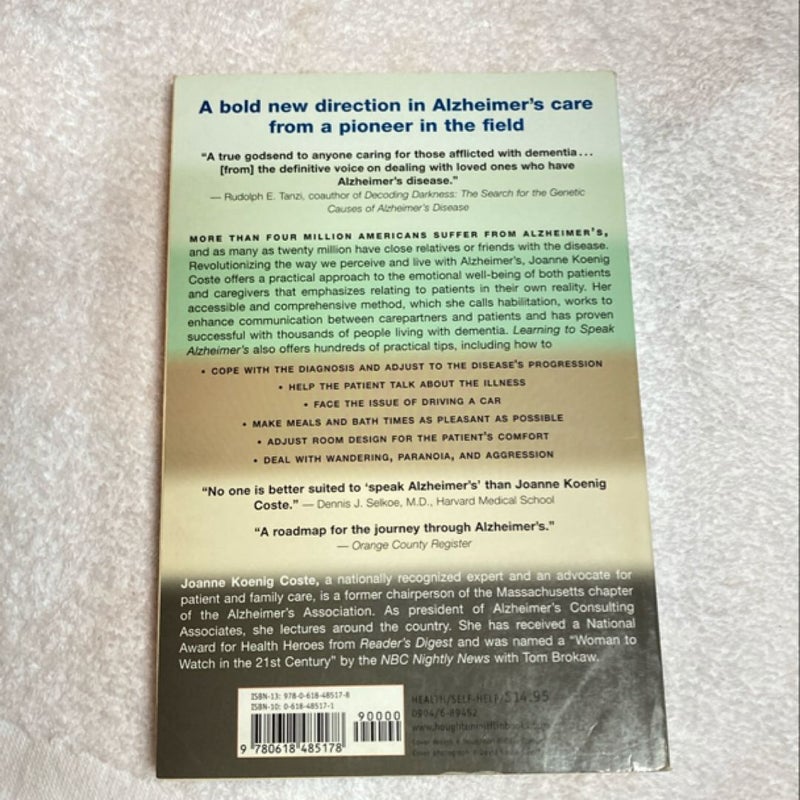 A bold new direction in Alzheimer's care
from a pioneer in the field
"A true godsend to anyone caring for those afflicted with dementia...
[from] the definitive voice on dealing with loved ones who have
Alzheimer's disease."
— Rudolph E. Tanzi, coauthor of Decoding Darkness: The Search for the Genetic
Causes of Alzheimer's Disease
MORE THAN FOUR MILLION AMERICANS SUFFER FROM ALZHEIMER'S,
and as many as twenty million have close relatives or friends with the disease.
Revolutionizing the way we perceive and live with Alzheimer's, Joanne Koenig
Coste offers a practical approach to the emotional well-being of both patients
and caregivers that emphasizes relating to patients in their own reality. Her
accessible and comprehensive method, which she calls habilitation, works to
enhance communication between carepartners and patients and has proven
successful with thousands of people living with dementia. Learning to Speak
Alzheimer's also offers hundreds of practical tips, including how to
• COPE WITH THE DIAGNOSIS AND ADJUST TO THE DISEASE'S PROGRESSION
• HELP THE PATIENT TALK ABOUT THE ILLNESS
• FACE THE ISSUE OF DRIVING A CAR
• MAKE MEALS AND BATH TIMES AS PLEASANT AS POSSIBLE
• ADJUST ROOM DESIGN FOR THE PATIENT'S COMFORT
• DEAL WITH WANDERING, PARANOIA, AND AGGRESSION
"No one is better suited to 'speak Alzheimer's' than Joanne Koenig
Coste." — Dennis J. Selkoe, M.D., Harvard Medical School
"A roadmap for the journey through Alzheimer's."
— Orange County Register
Joanne Koenig Coste, a nationally recognized expert and an advocate for
patient and family care, is a former chairperson of the Massachusetts chapter
of the Alzheimer's Association. As president of Alzheimer's Consulting
Associates, she lectures around the country. She has received a National
Award for Health Heroes from Reader's Digest and was named a "Woman to
Watch in the 21st Century" by the NBC Nightly News with Tom Brokaw.
ISBN-13: 978-0-618-48517-8
ISBN-10: 0-618-48517-1
90000
9 780618 485178
HEALTH/SELF-HELP/$14.95
0904/6-89452
www.houghtonmifflinbooks.com